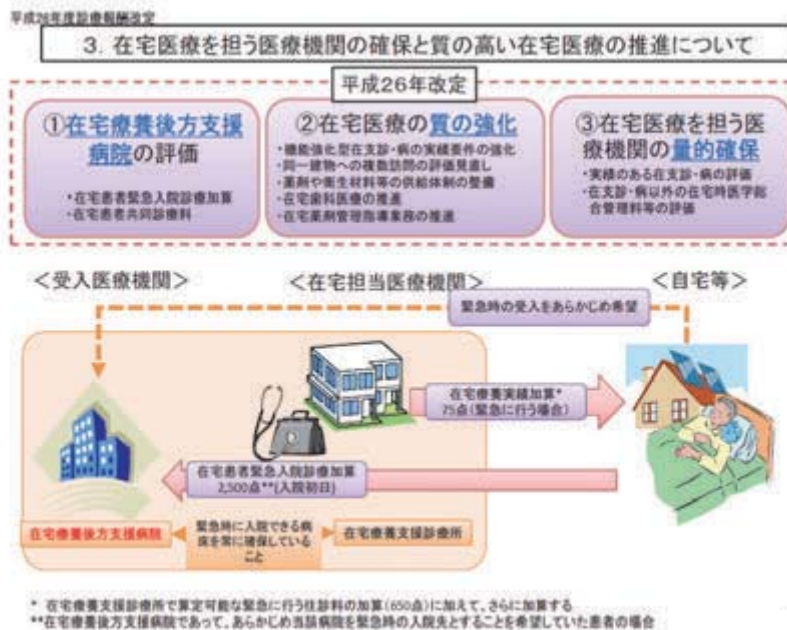 平成26年度診療報酬改定
3. 在宅医療を担う医療機関の確保と質の高い在宅医療の推進について
平成26年改定
①在宅療養後方支援
病院の評価
・在宅患者緊急入院診療加算
・在宅患者共同診療料
②在宅医療の質の強化
・機能強化型在支診・病の実績要件の強化
・同一建物への複数訪問の評価見直し
・薬剤や衛生材料等の供給体制の整備
・在宅歯科医療の推進
・在宅薬剤管理指導業務の推進
③在宅医療を担う医
療機関の量的確保
・実績のある在支診・病の評価
・在支診・病以外の在宅時医学総
合管理料等の評価
＜受入医療機関＞
＜在宅担当医療機関＞
＜自宅等＞
緊急時の受入をあらかじめ希望
在宅療養実績加算*
75点（緊急に行う場合）
在宅患者緊急入院診療加算
2,500点**(入院初日)
在宅療養後方支援病院
緊急時に入院できる病
床を常に確保している
こと
在宅療養支援診療所
* 在宅療養支援診療所で算定可能な緊急に行う往診料の加算（650点）に加えて、さらに加算する
**在宅療養後方支援病院であって、あらかじめ当該病院を緊急時の入院先とすることを希望していた患者の場合